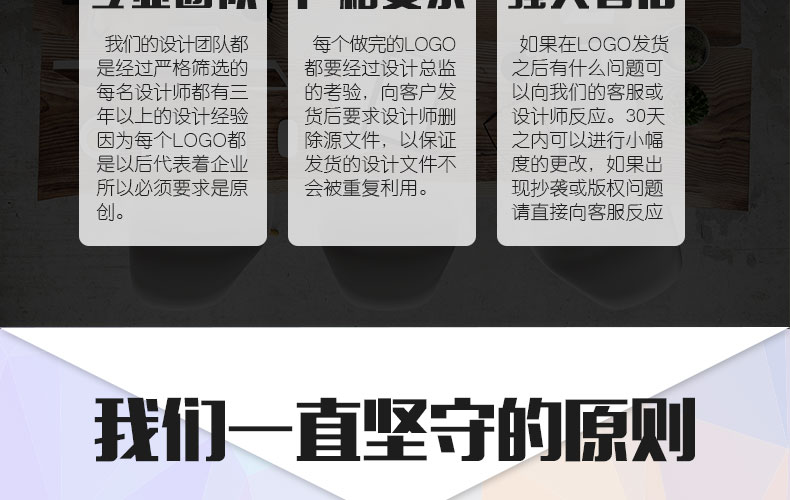 我们的设计团队都
是经过严格筛选的
每名设计师都有三
年以上的设计经验
因为每个LOGO都
是以后代表着企业
所以必须要求是原
创。
每个做完的LOGO
都要经过设计总监
的考验，向客户发
货后要求设计师删
除源文件，以保证
发货的设计文件不
会被重复利用。
如果在LOGO发货
之后有什么问题可
以向我们的客服或
设计师反应。30天
之内可以进行小幅
度的更改，如果出
现抄袭或版权问题
请直接向客服反应
我们一直坚守的原则